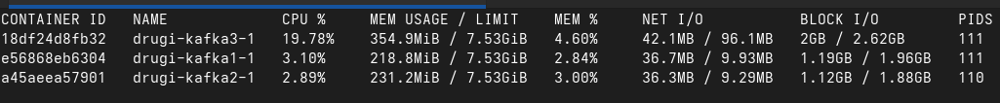 CONTAINER ID   NAME             CPU %     MEM USAGE / LIMIT     MEM %     NET I/O           BLOCK I/O         PIDS
18df24d8fb32   drugi-kafka3-1   19.78%    354.9MiB / 7.53GiB    4.60%     42.1MB / 96.1MB   2GB / 2.62GB      111
e56868eb6304   drugi-kafka1-1   3.10%     218.8MiB / 7.53GiB    2.84%     36.7MB / 9.93MB   1.19GB / 1.96GB   111
a45aeea57901   drugi-kafka2-1   2.89%     231.2MiB / 7.53GiB    3.00%     36.3MB / 9.29MB   1.12GB / 1.88GB   110